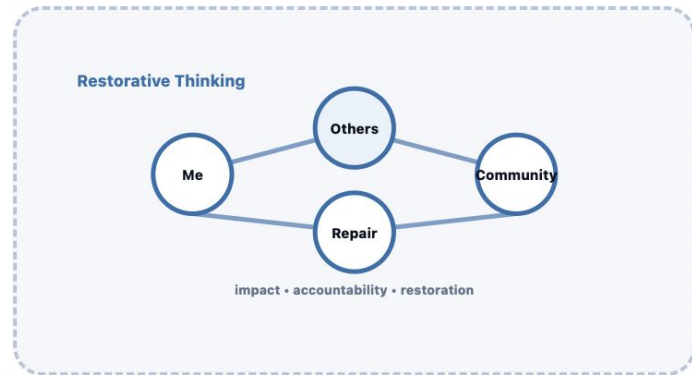 Restorative Thinking
Others
Me
Community
Repair
impact • accountability • restoration